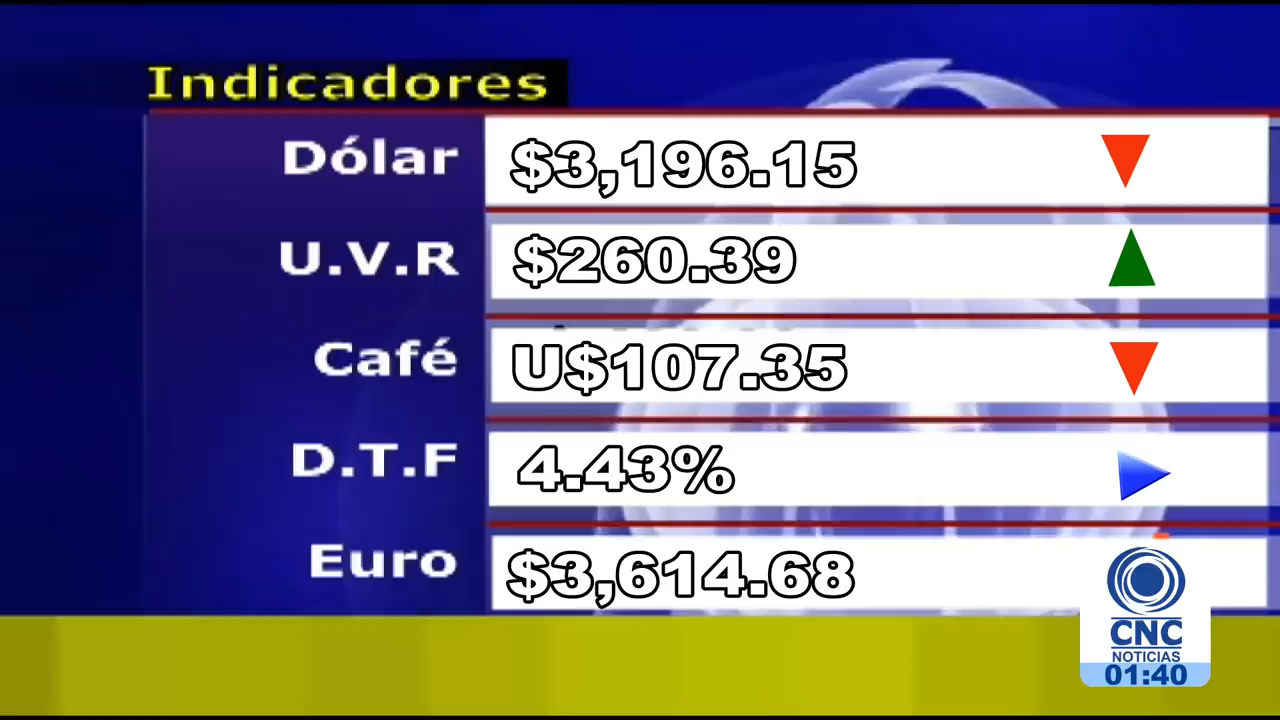 Indicadores
Dólar $3,196.15
U.V.R $260.39
Café U$107.35
D.T.F 4.43%
Euro $3,614.68
CNC
NOTICIAS
01:40